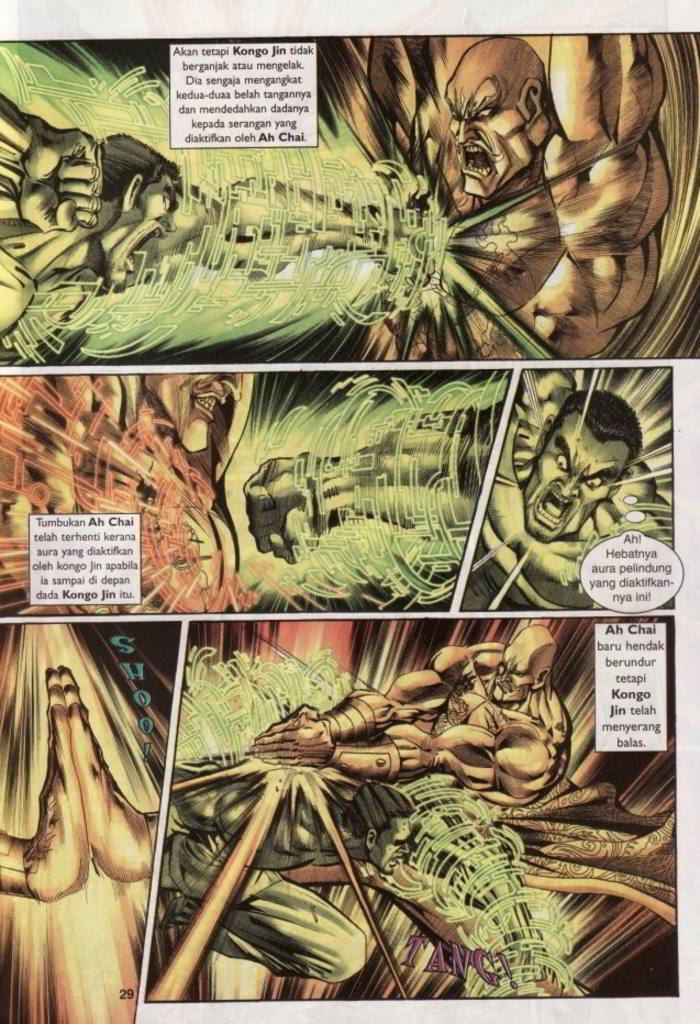 Akan tetapi Kongo Jin tidak
berganjak atau mengelak.
Dia sengaja mengangkat
kedua-duaa belah tangannya
dan mendedahkan dadanya
kepada serangan yang
diaktifkan oleh Ah Chai.
Tumbukan Ah Chai
telah terhenti kerana
aura yang diaktifkan
oleh kongo Jin apabila
ia sampai di depan
dada Kongo Jin itu.
Ah!
Hebatnya
aura pelindung
yang diaktifkan-
nya ini!
SHOO!
Ah Chai
baru hendak
berundur
tetapi
Kongo
Jin telah
menyerang
balas.
TANG!
29